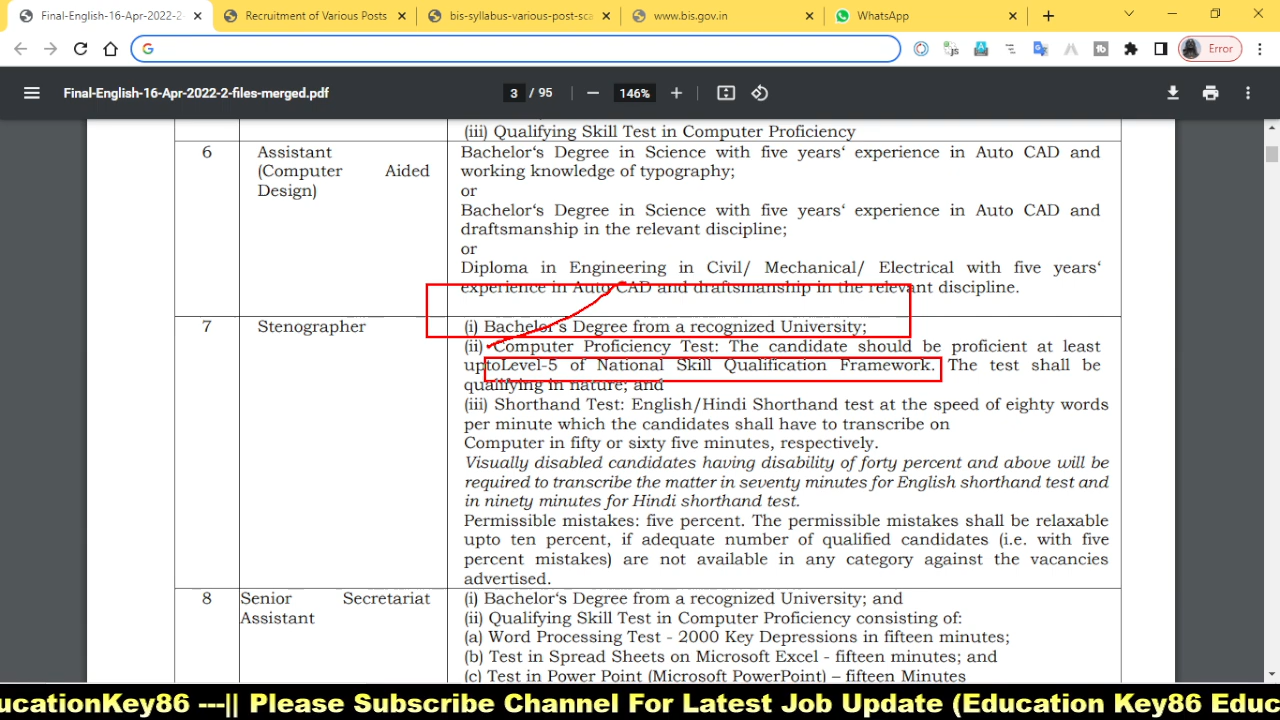 Final-English-16-Apr-2022-2-
Recruitment of Various Posts
bis-syllabus-various-post-sca
www.bis.gov.in
WhatsApp
Error
Final-English-16-Apr-2022-2-files-merged.pdf
3 / 95
146%
(iii) Qualifying Skill Test in Computer Proficiency
6 Assistant (Computer Aided Design)
Bachelor‘s Degree in Science with five years‘ experience in Auto CAD and
working knowledge of typography;
or
Bachelor‘s Degree in Science with five years‘ experience in Auto CAD and
draftsmanship in the relevant discipline;
or
Diploma in Engineering in Civil/ Mechanical/ Electrical with five years‘
experience in Auto CAD and draftsmanship in the relevant discipline.
7 Stenographer
(i) Bachelor‘s Degree from a recognized University;
(ii) Computer Proficiency Test: The candidate should be proficient at least
uptoLevel-5 of National Skill Qualification Framework. The test shall be
qualifying in nature; and
(iii) Shorthand Test: English/Hindi Shorthand test at the speed of eighty words
per minute which the candidates shall have to transcribe on
Computer in fifty or sixty five minutes, respectively.
Visually disabled candidates having disability of forty percent and above will be
required to transcribe the matter in seventy minutes for English shorthand test and
in ninety minutes for Hindi shorthand test.
Permissible mistakes: five percent. The permissible mistakes shall be relaxable
upto ten percent, if adequate number of qualified candidates (i.e. with five
percent mistakes) are not available in any category against the vacancies
advertised.
8 Senior Secretariat Assistant
(i) Bachelor‘s Degree from a recognized University; and
(ii) Qualifying Skill Test in Computer Proficiency consisting of:
(a) Word Processing Test - 2000 Key Depressions in fifteen minutes;
(b) Test in Spread Sheets on Microsoft Excel - fifteen minutes; and
(c) Test in Power Point (Microsoft PowerPoint) – fifteen Minutes
ducationKey86 ---|| Please Subscribe Channel For Latest Job Update (Education Key86 Educ